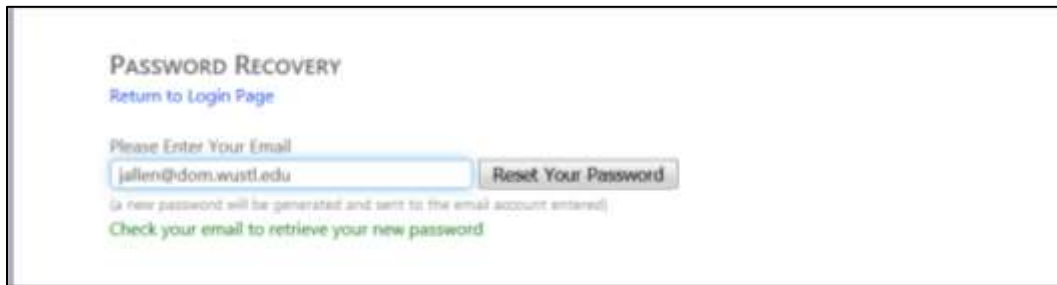 PASSWORD RECOVERY
Return to Login Page
Please Enter Your Email
jallen@dom.wustl.edu Reset Your Password
(a new password will be generated and sent to the email account entered)
Check your email to retrieve your new password